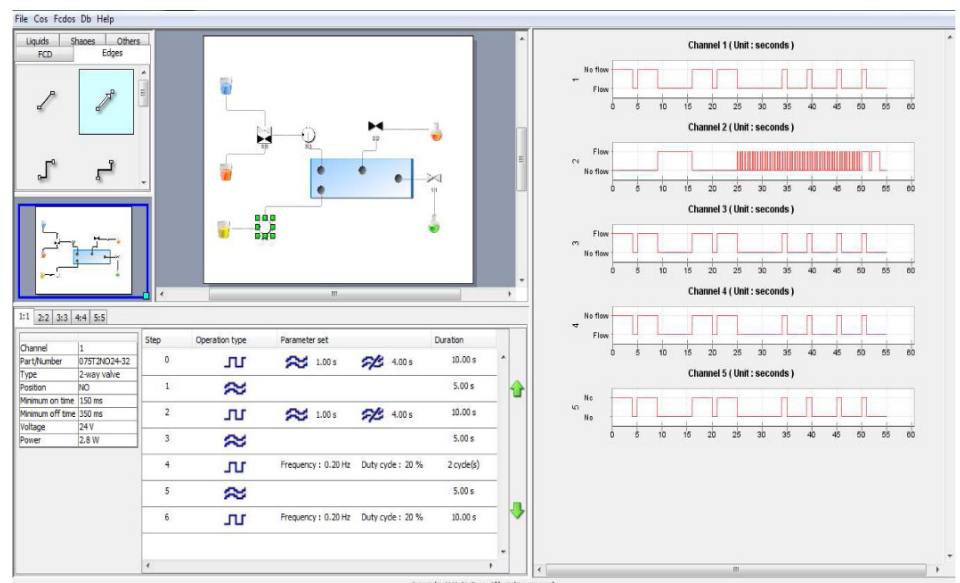 File Cos Fcdos Db Help
Liquids Shapes Others
FCD Edges
1:1 2:2 3:3 4:4 5:5
Channel 1
Part/Number 075T2NO24-32
Type 2-way valve
Position NO
Minimum on time 150 ms
Minimum off time 350 ms
Voltage 24 V
Power 2.8 W
Step Operation type Parameter set Duration
0 1.00 s 4.00 s 10.00 s
1 5.00 s
2 1.00 s 4.00 s 10.00 s
3 5.00 s
4 Frequency : 0.20 Hz Duty cycle : 20 % 2 cycle(s)
5 5.00 s
6 Frequency : 0.20 Hz Duty cycle : 20 % 10.00 s
Channel 1 ( Unit : seconds )
No flow
1
Flow
0 5 10 15 20 25 30 35 40 45 50 55 60
Channel 2 ( Unit : seconds )
Flow
2
No flow
0 5 10 15 20 25 30 35 40 45 50 55 60
Channel 3 ( Unit : seconds )
Flow
3
No flow
0 5 10 15 20 25 30 35 40 45 50 55 60
Channel 4 ( Unit : seconds )
No flow
4
Flow
0 5 10 15 20 25 30 35 40 45 50 55 60
Channel 5 ( Unit : seconds )
Nc
5
No
0 5 10 15 20 25 30 35 40 45 50 55 60